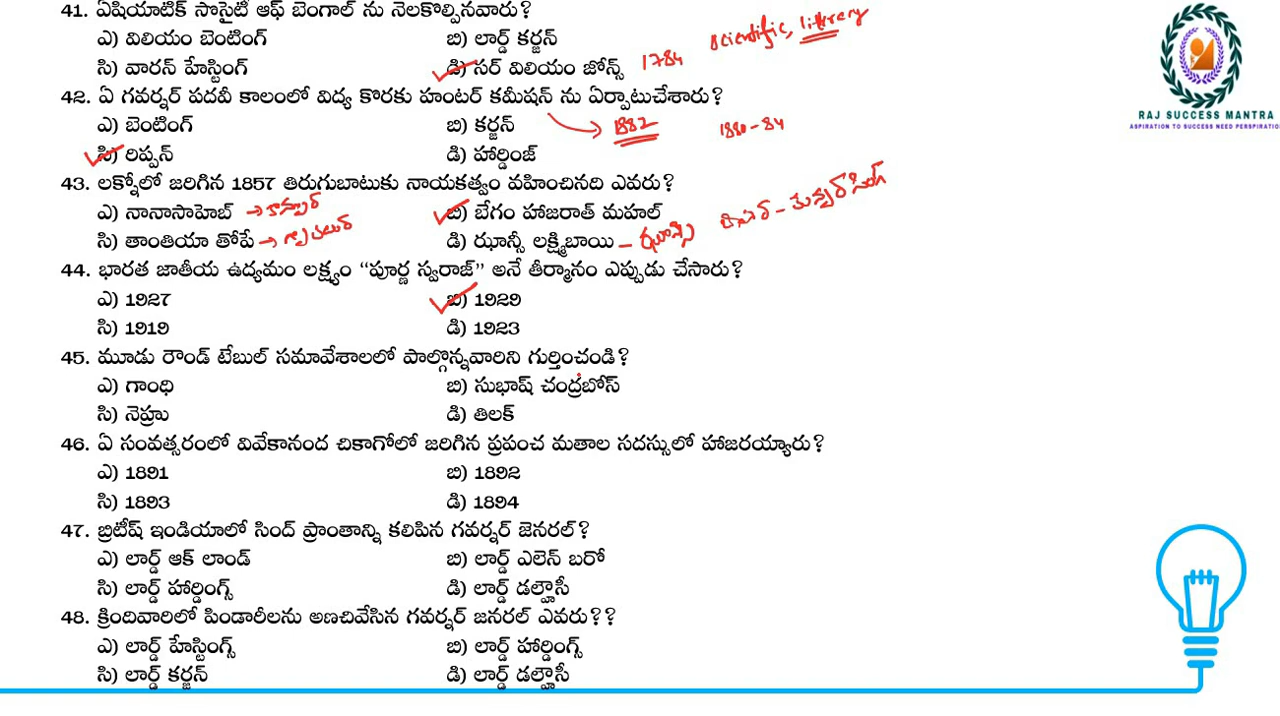 41. ఏషియాటిక్ సొసైటీ ఆఫ్ బెంగాల్ ను నెలకొల్పినవారు?
ఎ) విలియం బెంటింగ్ బి) లార్డ్ కర్జన్
Scientific, literary
సి) వారన్ హేస్టింగ్ డి) సర్ విలియం జోన్స్ 1784
42. ఏ గవర్నర్ పదవీ కాలంలో విద్య కొరకు హంటర్ కమీషన్ ను ఏర్పాటుచేశారు?
ఎ) బెంటింగ్ బి) కర్జన్ 1882 1880-84
సి) రిప్పన్ డి) హార్డింజ్
43. లక్నోలో జరిగిన 1857 తిరుగుబాటుకు నాయకత్వం వహించినది ఎవరు?
ఎ) నానాసాహెబ్ → కాన్పూర్ బి) బేగం హాజరాత్ మహల్
సి) తాంతియా తోపే → డి) ఝాన్సీ లక్ష్మిబాయి – ఝాన్సి
44. భారత జాతీయ ఉద్యమం లక్ష్యం “పూర్ణ స్వరాజ్” అనే తీర్మానం ఎప్పుడు చేసారు?
ఎ) 1927 బి) 1929
సి) 1919 డి) 1923
45. మూడు రౌండ్ టేబుల్ సమావేశాలలో పాల్గొన్నవారిని గుర్తించండి?
ఎ) గాంధి బి) సుభాష్ చంద్రబోస్
సి) నెహ్రు డి) తిలక్
46. ఏ సంవత్సరంలో వివేకానంద చికాగోలో జరిగిన ప్రపంచ మతాల సదస్సులో హాజరయ్యారు?
ఎ) 1891 బి) 1892
సి) 1893 డి) 1894
47. బ్రిటీష్ ఇండియాలో సింద్ ప్రాంతాన్ని కలిపిన గవర్నర్ జెనరల్?
ఎ) లార్డ్ ఆక్ లాండ్ బి) లార్డ్ ఎలెన్ బరో
సి) లార్డ్ హార్డింగ్స్ డి) లార్డ్ డల్హౌసీ
48. క్రిందివారిలో పిండారీలను అణచివేసిన గవర్నర్ జనరల్ ఎవరు??
ఎ) లార్డ్ హేస్టింగ్స్ బి) లార్డ్ హార్డింగ్స్
సి) లార్డ్ కర్జన్ డి) లార్డ్ డల్హౌసీ
RAJ SUCCESS MANTRA
ASPIRATION TO SUCCESS NEED